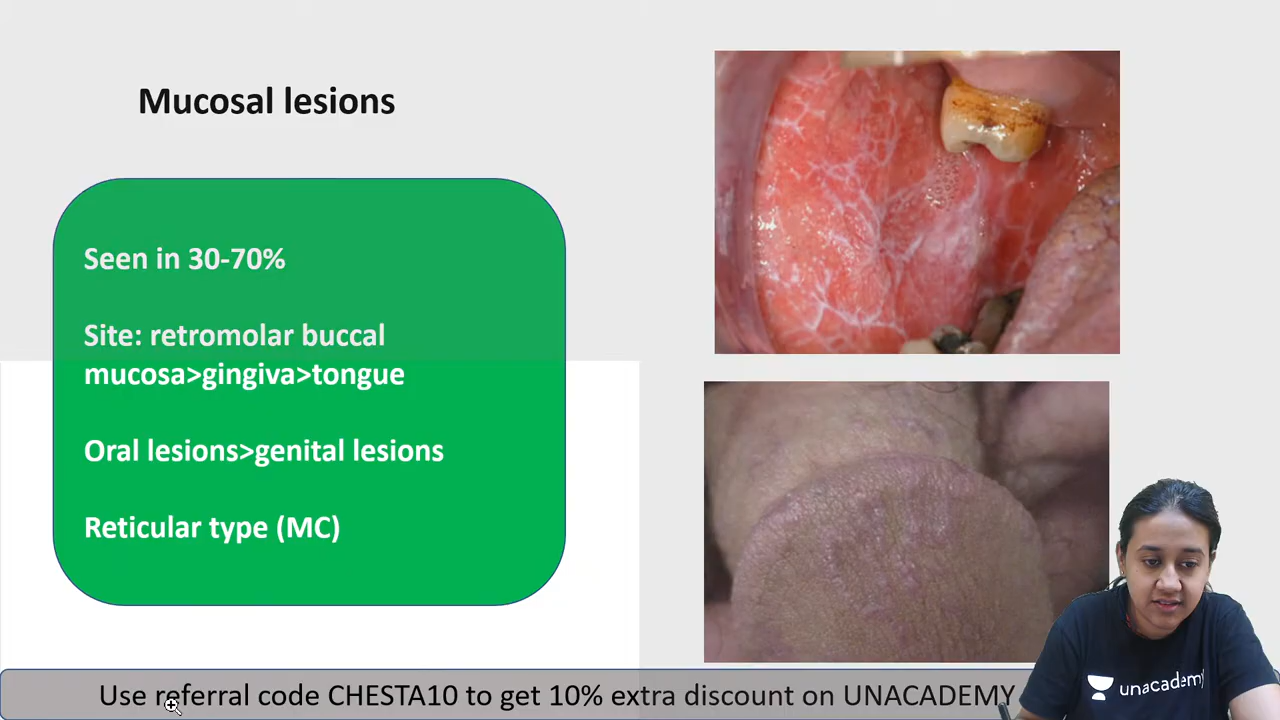 Mucosal lesions
Seen in 30-70%
Site: retromolar buccal
mucosa>gingiva>tongue
Oral lesions>genital lesions
Reticular type (MC)
Use referral code CHESTA10 to get 10% extra discount on UNACADEMY
unacademy